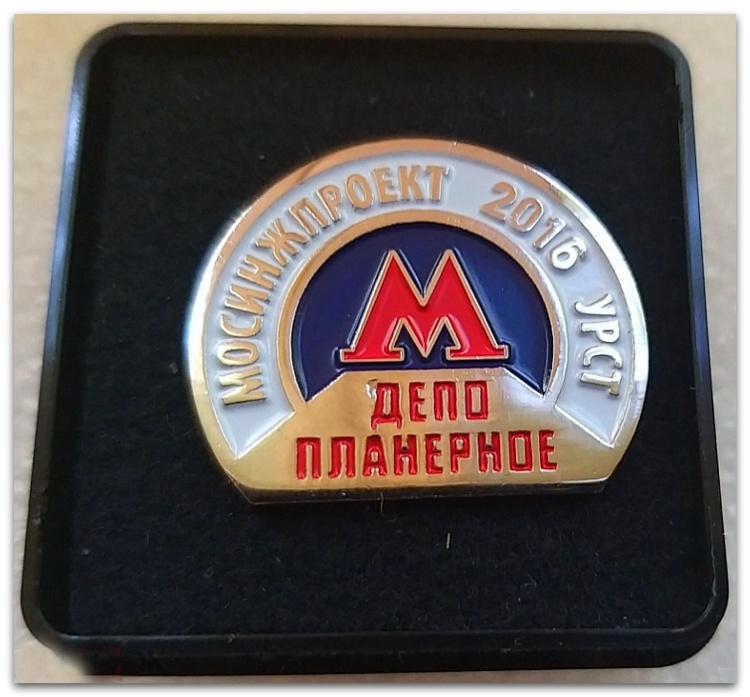 МОСИНЖПРОЕКТ 2016 УРСТ
М
ДЕПО
ПЛАНЕРНОЕ